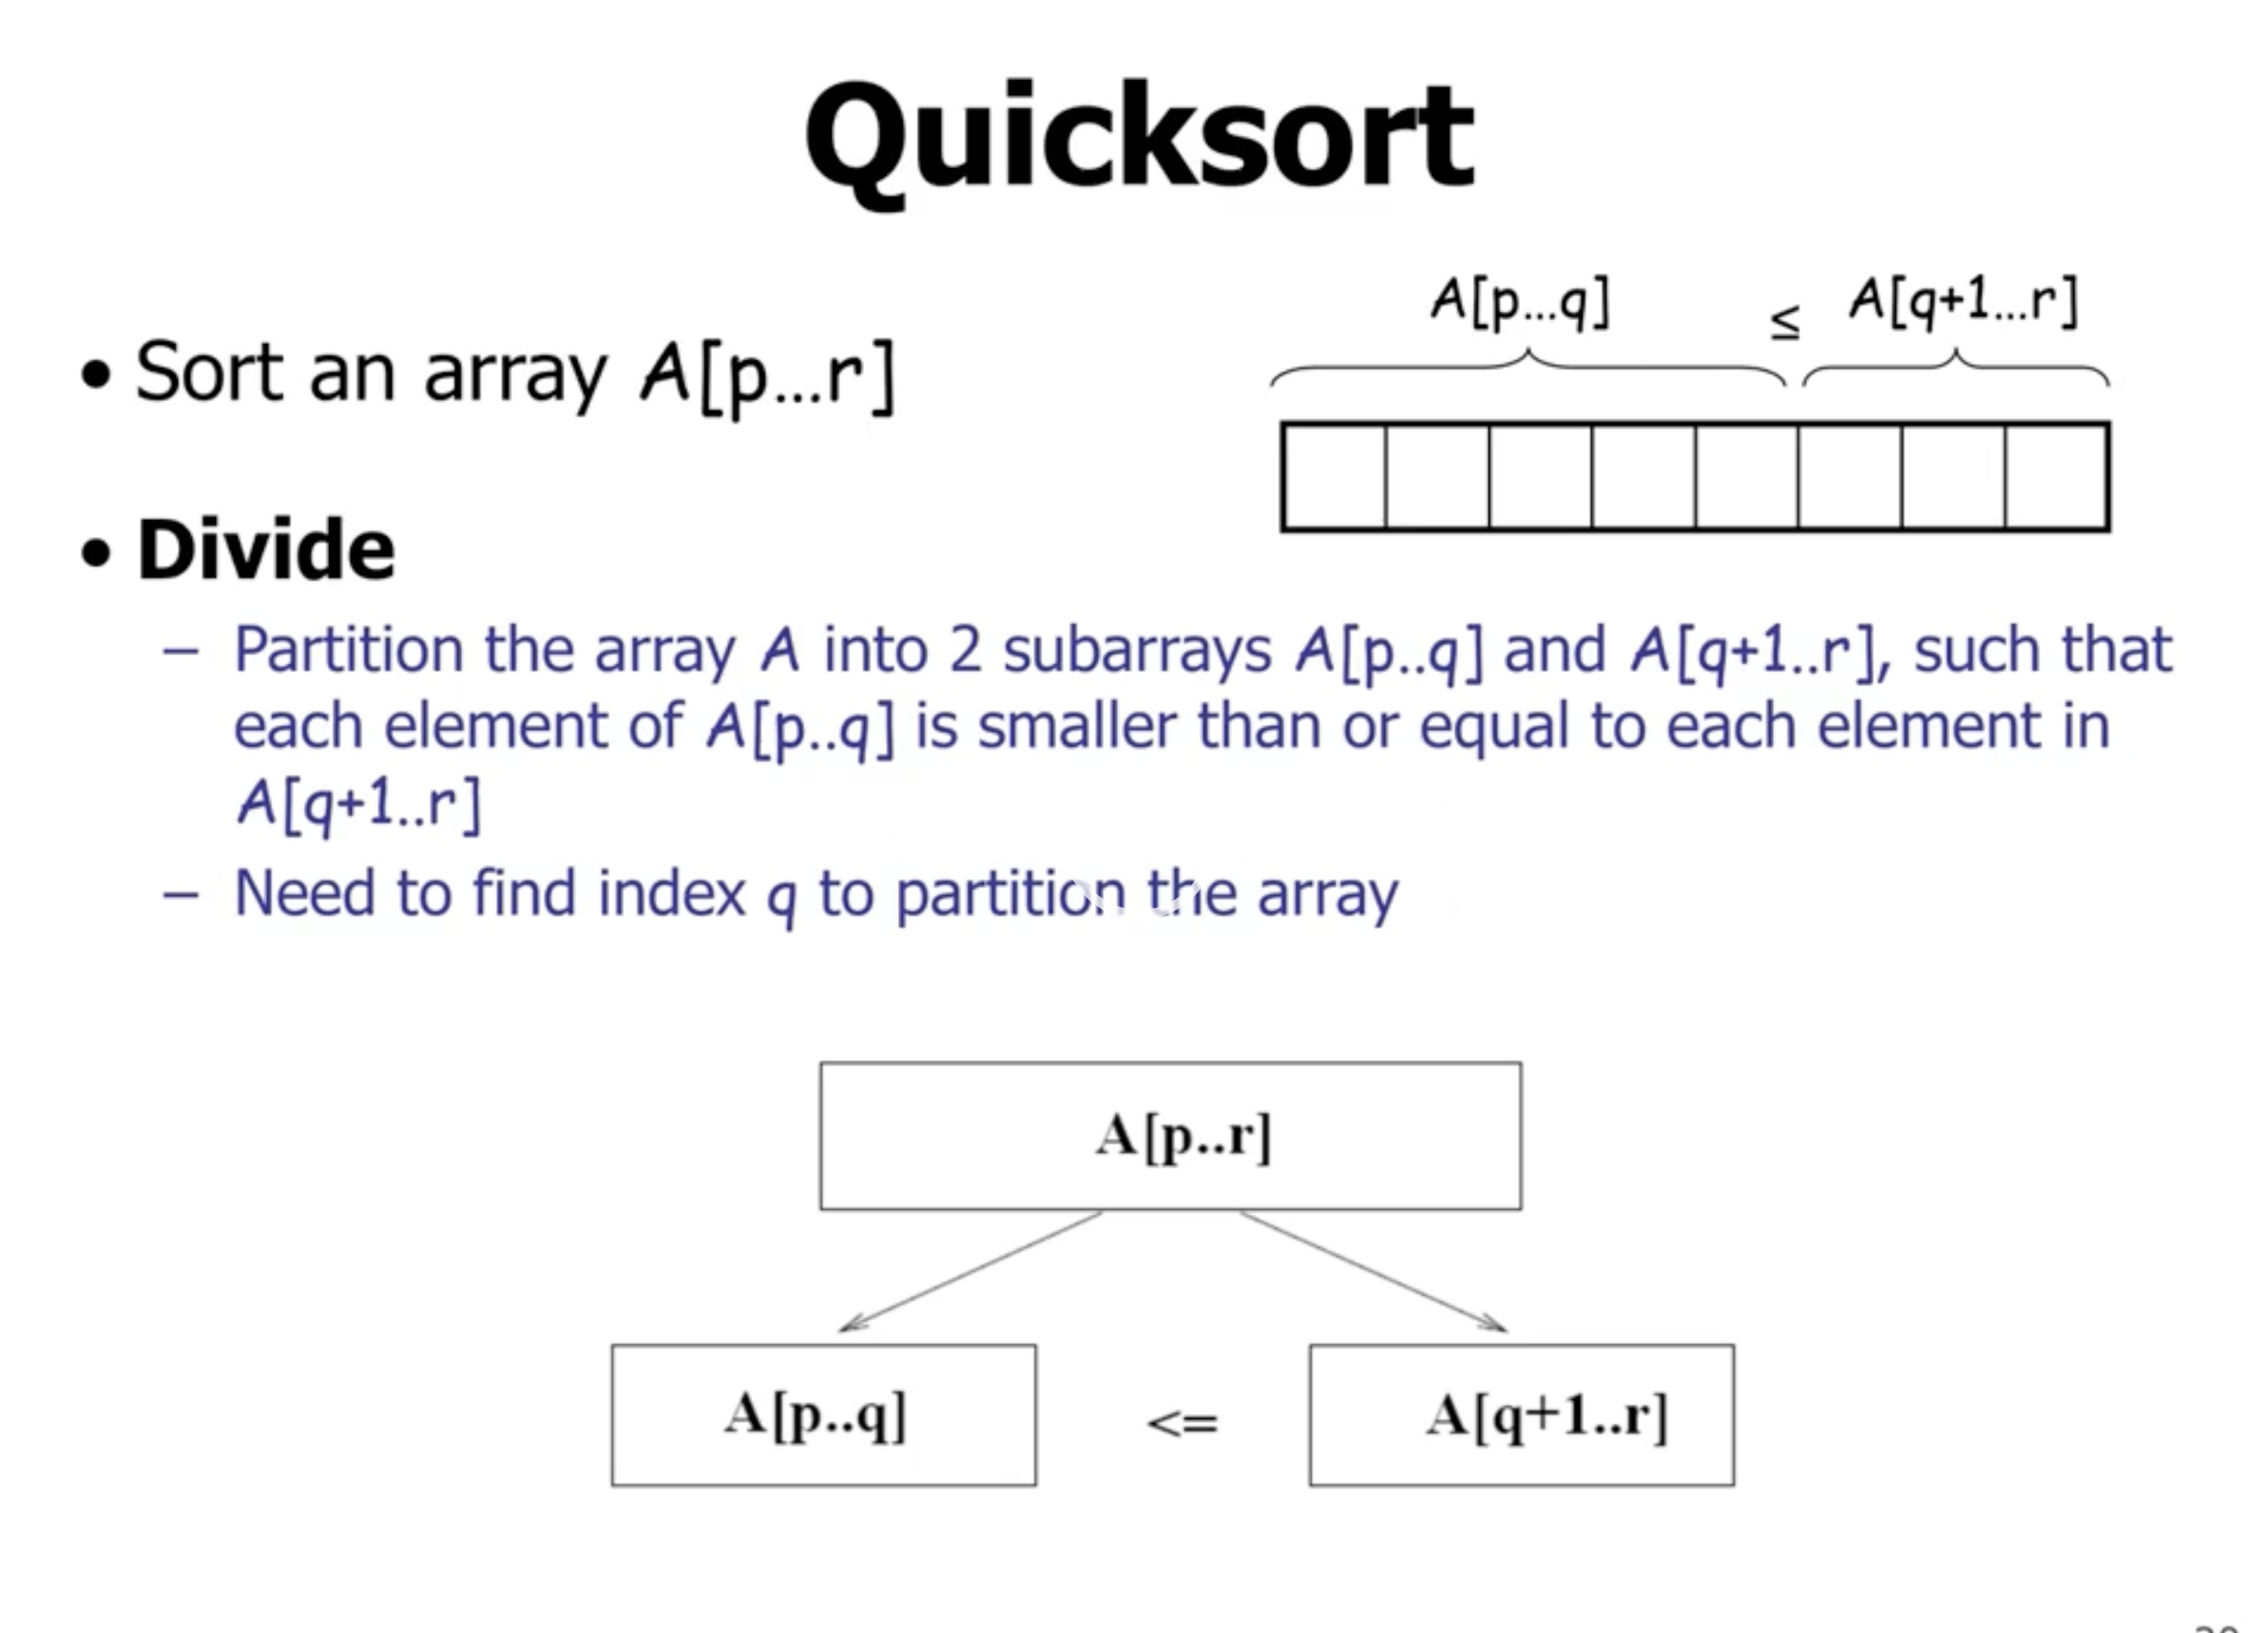 Quicksort
A[p...q] ≤ A[q+1...r]
• Sort an array A[p...r]
• Divide
– Partition the array A into 2 subarrays A[p..q] and A[q+1..r], such that
each element of A[p..q] is smaller than or equal to each element in
A[q+1..r]
– Need to find index q to partition the array
A[p..r]
A[p..q] <= A[q+1..r]